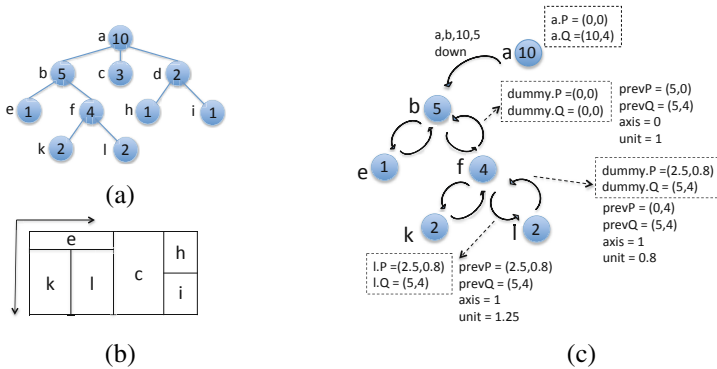 a 10
b 5 c 3 d 2
e 1 f 4 h 1 i 1
k 2 l 2
(a)
e
k l c h
i
(b)
a.P = (0,0)
a.Q =(10,4)
a,b,10,5
down
a 10
dummy.P =(0,0)
dummy.Q = (0,0)
prevP = (5,0)
prevQ = (5,4)
axis = 0
unit = 1
b 5
e 1 f 4
dummy.P =(2.5,0.8)
dummy.Q = (5,4)
prevP = (0,4)
prevQ = (5,4)
axis = 1
unit = 0.8
k 2 l 2
l.P =(2.5,0.8)
l.Q = (5,4)
prevP = (2.5,0.8)
prevQ = (5,4)
axis = 1
unit = 1.25
(c)